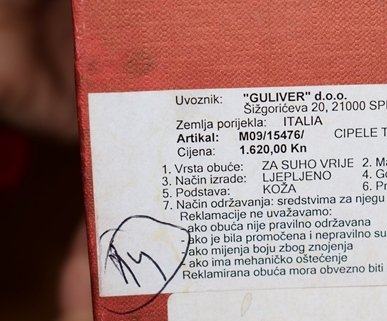 Uvoznik: "GULIVER" d.o.o.
Šižgorićeva 20, 21000
Zemlja porijekla: ITALIA
Artikal: M09/15476/ CIPELE
Cijena: 1.620,00 Kn
1. Vrsta obuće: ZA SUHO VRIJE 2.
3. Način izrade: LJEPLJENO 4.
5. Podstava: KOŽA 6.
7. Način održavanja: sredstvima za njegu
Reklamacije ne uvažavamo:
-ako obuća nije pravilno održavana
-ako je bila promočena i nepravilno
-ako mijenja boju zbog znojenja
-ako ima mehaničko oštećenje
Reklamirana obuća mora obvezno biti